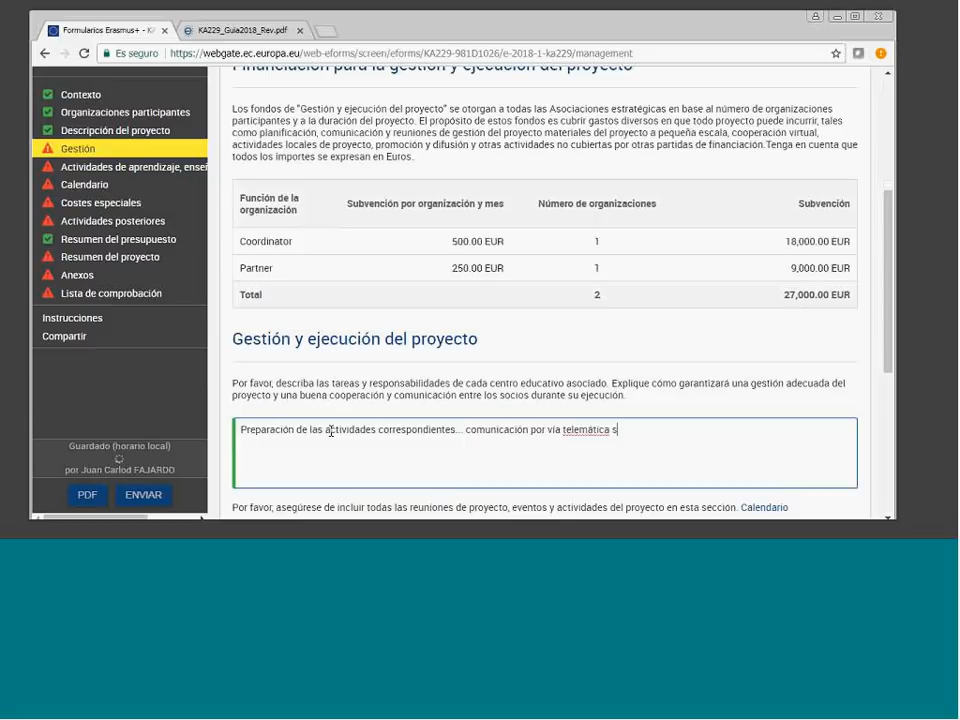 Formularios Erasmus+ - K
KA229_Guia2018_Rev.pdf
Es seguro https://webgate.ec.europa.eu/web-eforms/screen/eforms/KA229-981D1026/e-2018-1-ka229/management
Contexto
Organizaciones participantes
Descripción del proyecto
Gestión
Actividades de aprendizaje, enseñ
Calendario
Costes especiales
Actividades posteriores
Resumen del presupuesto
Resumen del proyecto
Anexos
Lista de comprobación
Instrucciones
Compartir
Guardado (horario local)
por Juan Carlod FAJARDO
PDF ENVIAR
Financiación para la gestión y ejecución del proyecto
Los fondos de "Gestión y ejecución del proyecto" se otorgan a todas las Asociaciones estratégicas en base al número de organizaciones
participantes y a la duración del proyecto. El propósito de estos fondos es cubrir gastos diversos en que todo proyecto puede incurrir, tales
como planificación, comunicación y reuniones de gestión del proyecto materiales del proyecto a pequeña escala, cooperación virtual,
actividades locales de proyecto, promoción y difusión y otras actividades no cubiertas por otras partidas de financiación.Tenga en cuenta que
todos los importes se expresan en Euros.
Función de la organización Subvención por organización y mes Número de organizaciones Subvención
Coordinator 500.00 EUR 1 18,000.00 EUR
Partner 250.00 EUR 1 9,000.00 EUR
Total 2 27,000.00 EUR
Gestión y ejecución del proyecto
Por favor, describa las tareas y responsabilidades de cada centro educativo asociado. Explique cómo garantizará una gestión adecuada del
proyecto y una buena cooperación y comunicación entre los socios durante su ejecución.
Preparación de las actividades correspondientes... comunicación por vía telemática s
Por favor, asegúrese de incluir todas las reuniones de proyecto, eventos y actividades del proyecto en esta sección. Calendario